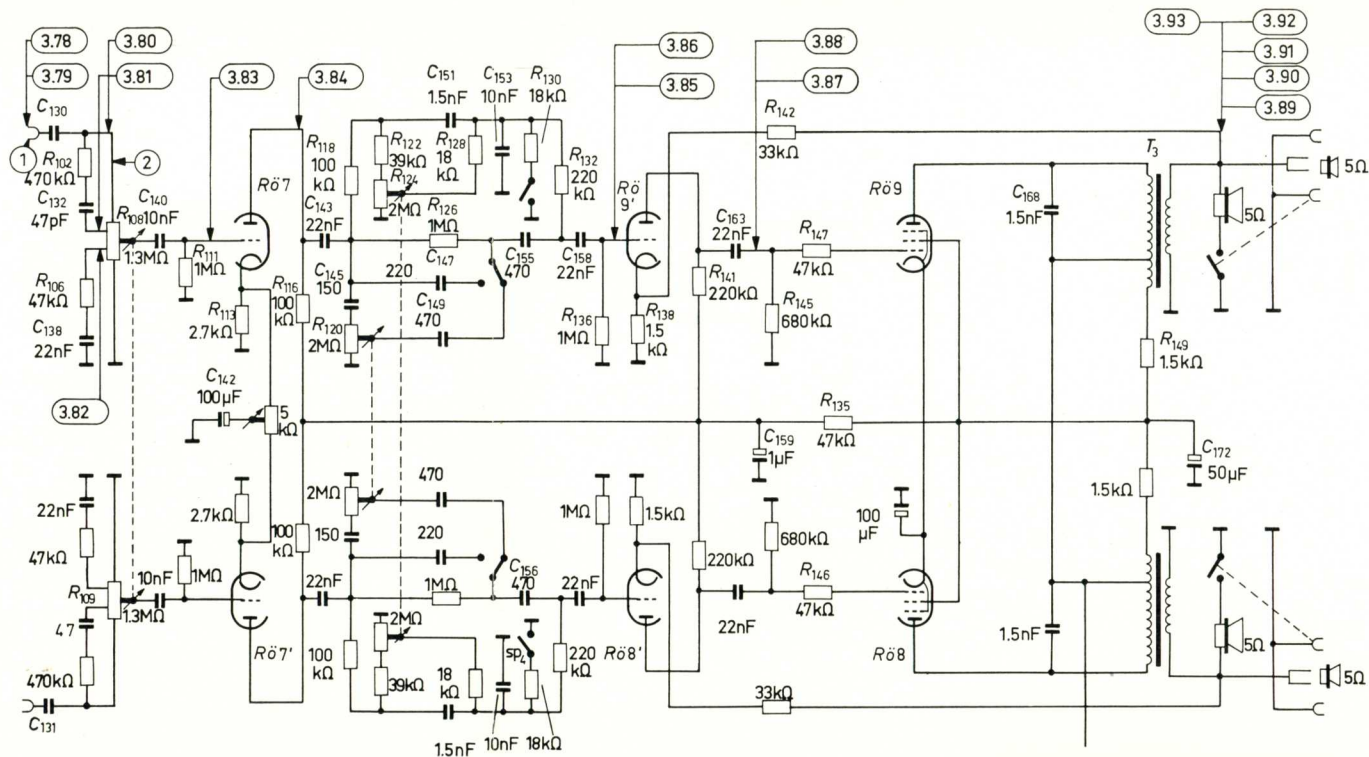 3.78
3.79
3.80
3.81
3.83
3.84
3.86
3.85
3.88
3.87
3.93
3.92
3.91
3.90
3.89
C130
1
R102
470kΩ
2
C132
47pF
R108
C140
10nF
1.3MΩ
R111
1MΩ
R106
47kΩ
C138
22nF
3.82
Rö7
R113
2.7kΩ
R116
100
kΩ
C142
100µF
5
kΩ
R118
100
kΩ
C143
22nF
R122
39kΩ
R124
2MΩ
C151
1.5nF
R128
18
kΩ
C153
10nF
R130
18kΩ
R132
220
kΩ
R126
1MΩ
C147
220
C145
150
R120
2MΩ
C149
470
C155
470
C158
22nF
R136
1MΩ
Rö
9'
R138
1.5
kΩ
R142
33kΩ
C163
22nF
R141
220kΩ
R147
47kΩ
R145
680kΩ
Rö9
C168
1.5nF
T3
5Ω
5Ω
R149
1.5kΩ
R135
47kΩ
C159
1µF
C172
50µF
22nF
47kΩ
R109
10nF
1.3MΩ
1MΩ
47
470kΩ
C131
2.7kΩ
100
kΩ
Rö7'
22nF
2MΩ
150
470
220
1MΩ
C156
470
22nF
100
kΩ
2MΩ
39kΩ
18
kΩ
1.5nF
10nF
sp4
18kΩ
220
kΩ
1MΩ
1.5kΩ
Rö8'
220kΩ
680kΩ
R146
47kΩ
22nF
100
µF
Rö8
1.5nF
1.5kΩ
33kΩ
5Ω
5Ω